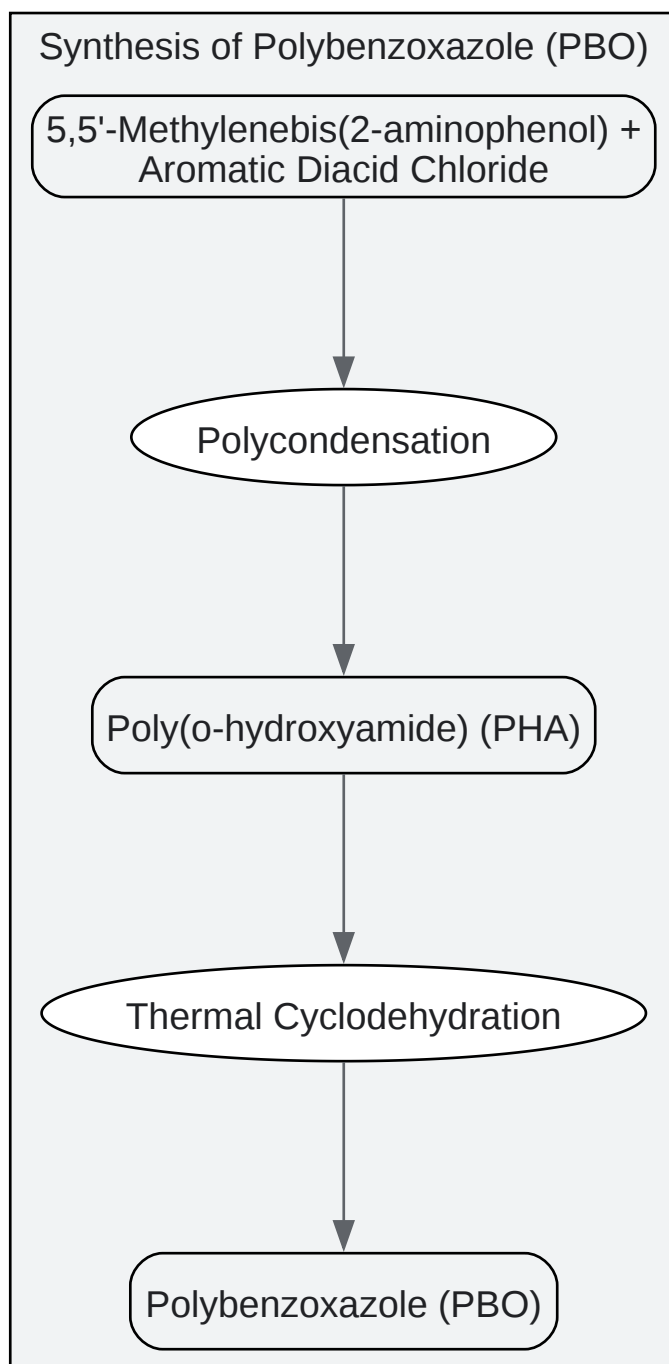 Synthesis of Polybenzoxazole (PBO)
5,5'-Methylenebis(2-aminophenol) +
Aromatic Diacid Chloride
Polycondensation
Poly(o-hydroxyamide) (PHA)
Thermal Cyclodehydration
Polybenzoxazole (PBO)